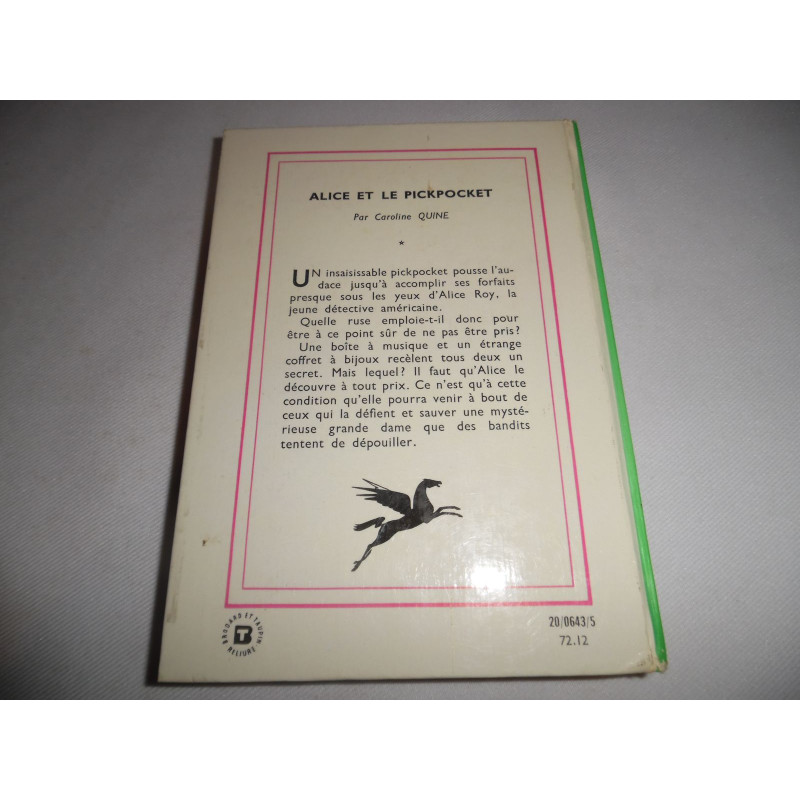 ALICE ET LE PICKPOCKET
Par Caroline QUINE
*
UN insaisissable pickpocket pousse l'au-
dace jusqu'à accomplir ses forfaits
presque sous les yeux d'Alice Roy, la
jeune détective américaine.
Quelle ruse emploie-t-il donc pour
être à ce point sûr de ne pas être pris?
Une boîte à musique et un étrange
coffret à bijoux recèlent tous deux un
secret. Mais lequel? Il faut qu'Alice le
découvre à tout prix. Ce n'est qu'à cette
condition qu'elle pourra venir à bout de
ceux qui la défient et sauver une mysté-
rieuse grande dame que des bandits
tentent de dépouiller.
BRODARD ET TAUPIN
BT
RELIURE
20/0643/5
72.12